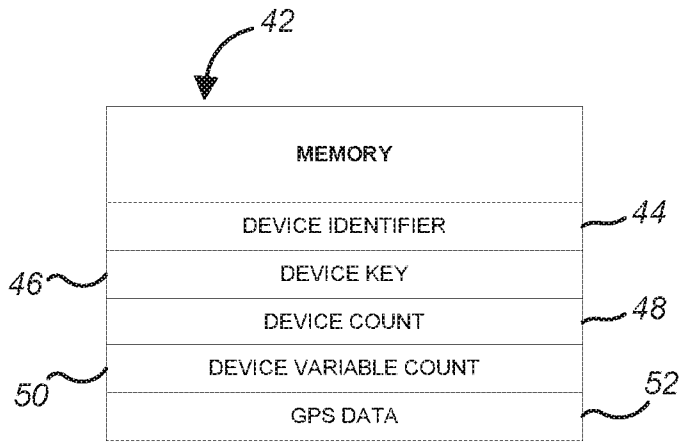 42
MEMORY
DEVICE IDENTIFIER
44
46
DEVICE KEY
DEVICE COUNT
48
50
DEVICE VARIABLE COUNT
GPS DATA
52